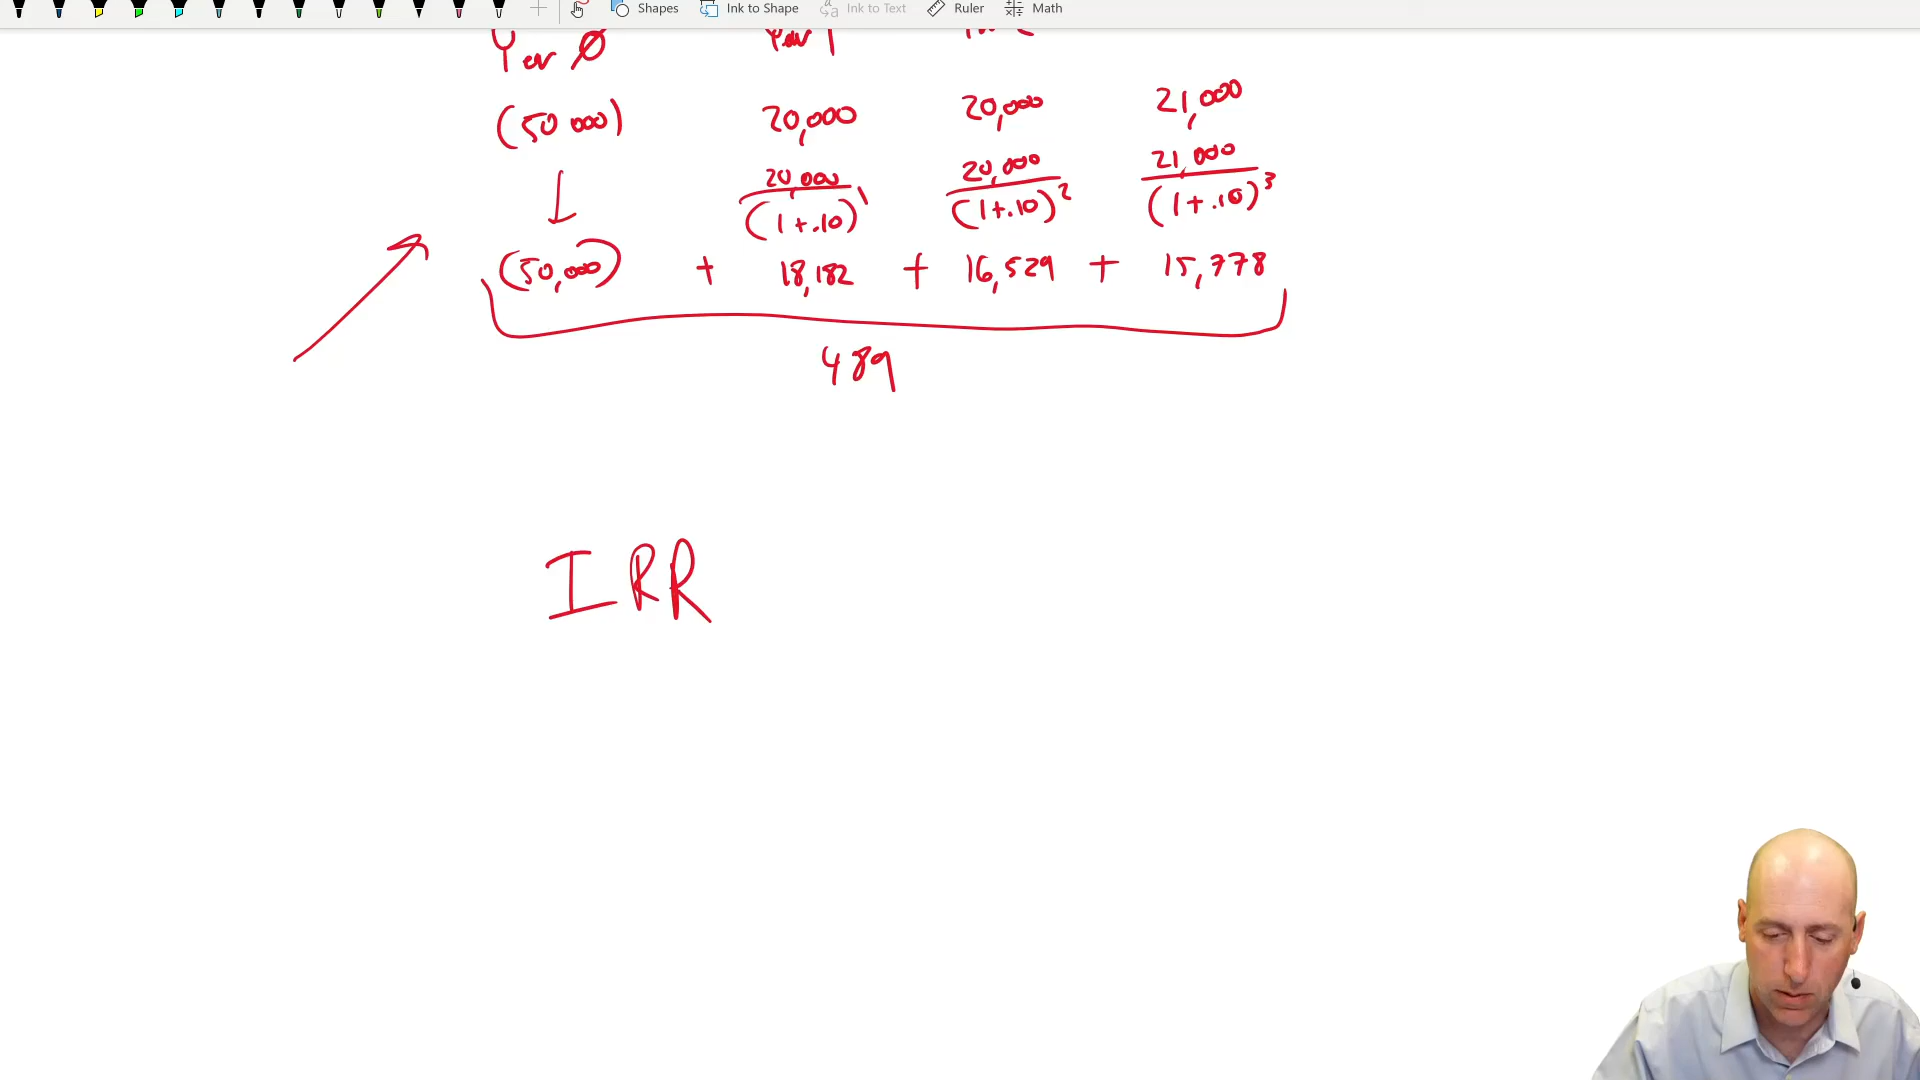 Shapes Ink to Shape Ink to Text Ruler Math
Year 0 Year 1
(50 000) 20,000 20,000 21,000
20,000 20,000 21,000
(1+.10)¹ (1+.10)² (1+.10)³
(50,000) + 18,182 + 16,529 + 15,778
489
IRR